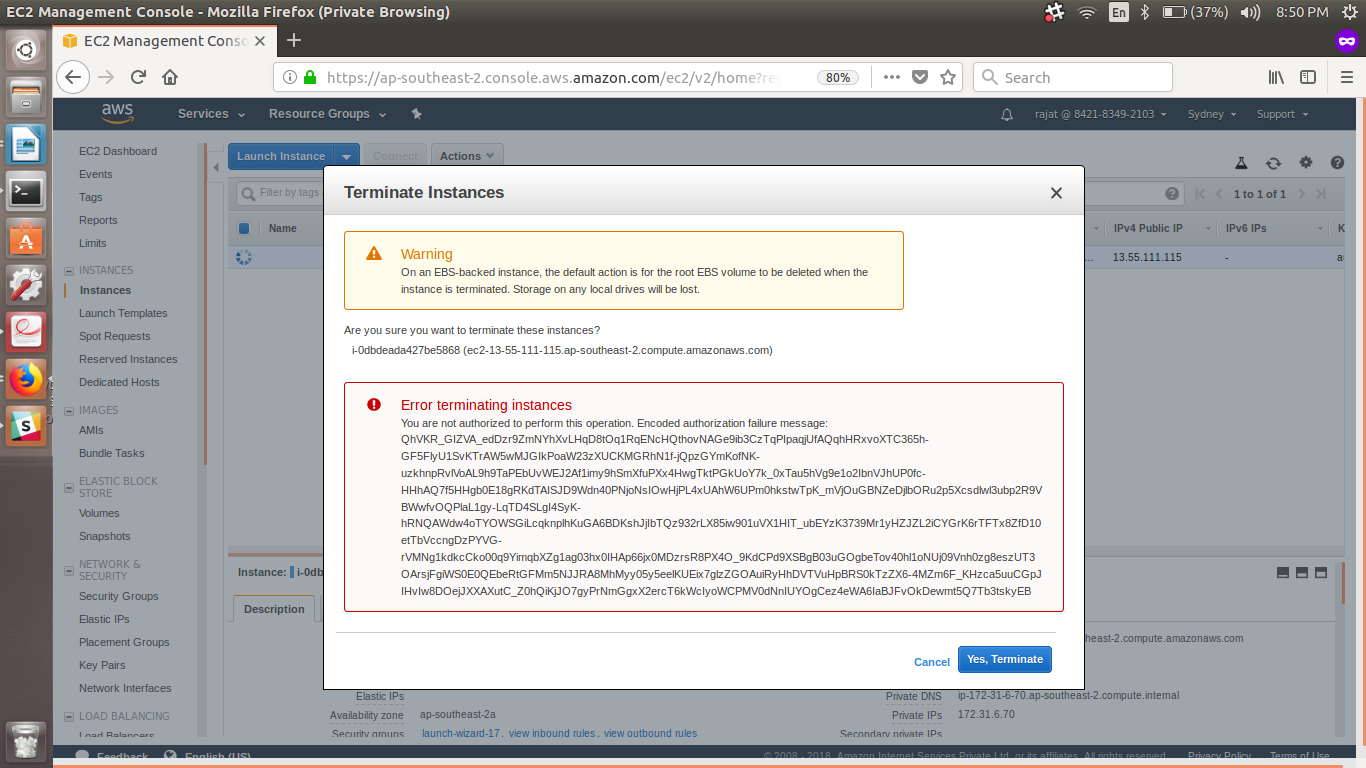 EC2 Management Console - Mozilla Firefox (Private Browsing)
En
(37%)
8:50 PM
EC2 Management Conso
https://ap-southeast-2.console.aws.amazon.com/ec2/v2/home?re
80%
Search
aws
Services
Resource Groups
rajat @ 8421-8349-2103
Sydney
Support
EC2 Dashboard
Events
Tags
Reports
Limits
INSTANCES
Instances
Launch Templates
Spot Requests
Reserved Instances
Dedicated Hosts
IMAGES
AMIs
Bundle Tasks
ELASTIC BLOCK
STORE
Volumes
Snapshots
NETWORK &
SECURITY
Security Groups
Elastic IPs
Placement Groups
Key Pairs
Network Interfaces
LOAD BALANCING
Load Balancers
Launch Instance
Connect
Actions
Filter by tags
1 to 1 of 1
Name
IPv4 Public IP
IPv6 IPs
K
...
13.55.111.115
-
a
Terminate Instances
Warning
On an EBS-backed instance, the default action is for the root EBS volume to be deleted when the
instance is terminated. Storage on any local drives will be lost.
Are you sure you want to terminate these instances?
i-0dbdeada427be5868 (ec2-13-55-111-115.ap-southeast-2.compute.amazonaws.com)
Error terminating instances
You are not authorized to perform this operation. Encoded authorization failure message:
QhVKR_GIZVA_edDzr9ZmNYhXvLHqD8tOq1RqENcHQthovNAGe9ib3CzTqPlpaqjUfAQqhHRxvoXTC365h-
GF5FlyU1SvKTrAW5wMJGIkPoaW23zXUCKMGRhN1f-jQpzGYmKofNK-
uzkhnpRvlVoAL9h9TaPEbUvWEJ2Af1imy9hSmXfuPXx4HwqTktPGkUoY7k_0xTau5hVg9e1o2IbnVJhUP0fc-
HHhAQ7f5HHgb0E18gRKdTAlSJD9Wdn40PNjoNsIOwHjPL4xUAhW6UPm0hkstwTpK_mVjOuGBNZeDjlbORu2p5Xcsdlwl3ubp2R9V
BWwfvOQPlaL1gy-LqTD4SLgI4SyK-
hRNQAWdw4oTYOWSGiLcqknplhKuGA6BDKshJjIbTQz932rLX85iw901uVX1HIT_ubEYzK3739Mr1yHZJZL2iCYGrK6rTFTx8ZfD10
etTbVccngDzPYVG-
rVMNg1kdkcCko00q9YimqbXZg1ag03hx0IHAp66jx0MDzrsR8PX4O_9KdCPd9XSBgB03uGOgbeTov40hl1oNUj09Vnh0zg8eszUT3
OArsjFgiWS0E0QEbeRtGFMm5NJJRA8MhMyy05y5eelKUEix7glzZGOAuiRyHhDVTVuHpBRS0kTzZX6-4MZm6F_KHzca5uuCGpJ
IHvIw8DOejJXXAXutC_Z0hQiKjJO7gyPrNmGgxX2ercT6kWcIyoWCPMV0dNnIUYOgCez4eWA6IaBJFvOkDewmt5Q7Tb3tskyEB
Cancel
Yes, Terminate
Instance:
i-0db
Description
heast-2.compute.amazonaws.com
Elastic IPs
Private DNS
ip-172-31-6-70.ap-southeast-2.compute.internal
Availability zone
ap-southeast-2a
Private IPs
172.31.6.70
Security groups
launch-wizard-17. view inbound rules. view outbound rules
Secondary private IPs
Feedback
English (US)
© 2008 - 2018, Amazon Internet Services Private Ltd. or its affiliates. All rights reserved.
Privacy Policy
Terms of Use